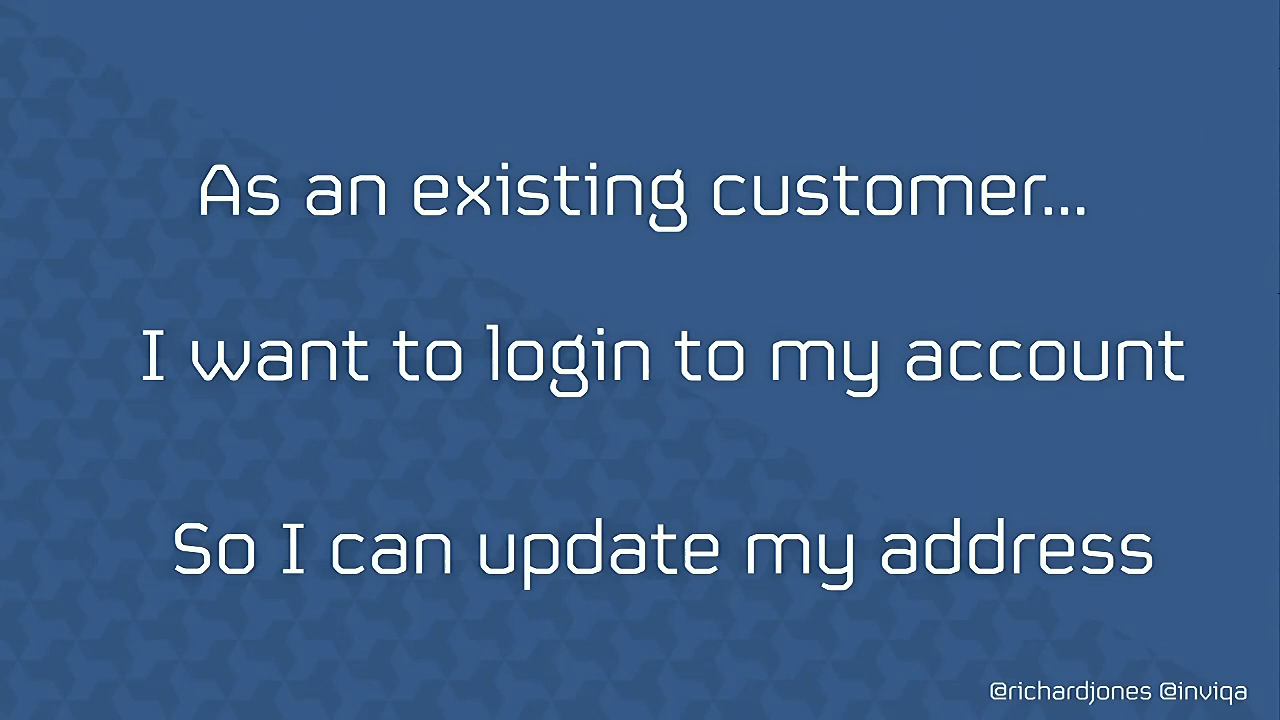 As an existing customer...
I want to login to my account
So I can update my address
@richardjones @inviqa